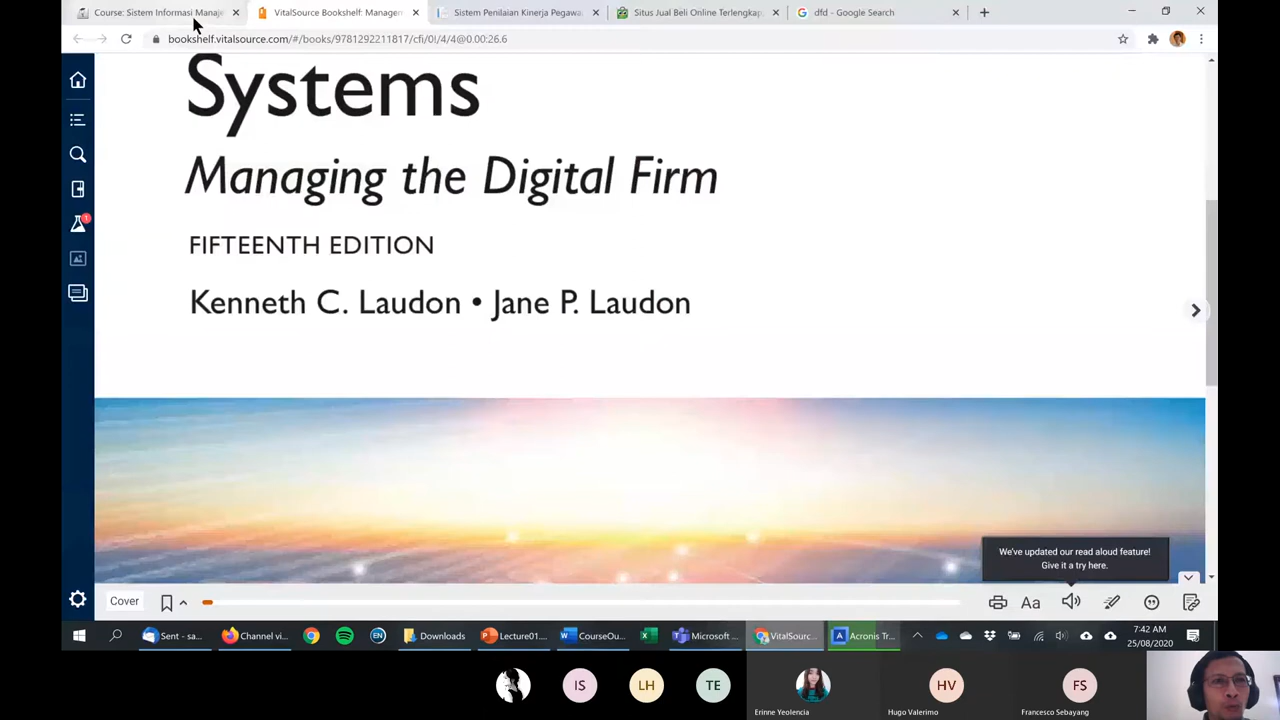 Course: Sistem Informasi Manaje
VitalSource Bookshelf: Managem
Sistem Penilaian Kinerja Pegawa
Situs Jual Beli Online Terlengkap
dfd - Google Search
bookshelf.vitalsource.com/#/books/9781292211817/cfi/0!/4/4@0.00:26.6
Systems
Managing the Digital Firm
FIFTEENTH EDITION
Kenneth C. Laudon • Jane P. Laudon
1
We've updated our read aloud feature!
Give it a try here.
Cover
Aa
Sent - sa...
Channel vi...
EN
Downloads
Lecture01....
CourseOu...
Microsoft ...
VitalSourc...
Acronis Tr...
7:42 AM
25/08/2020
IS
LH
TE
HV
FS
Erinne Yeolencia
Hugo Valerimo
Francesco Sebayang